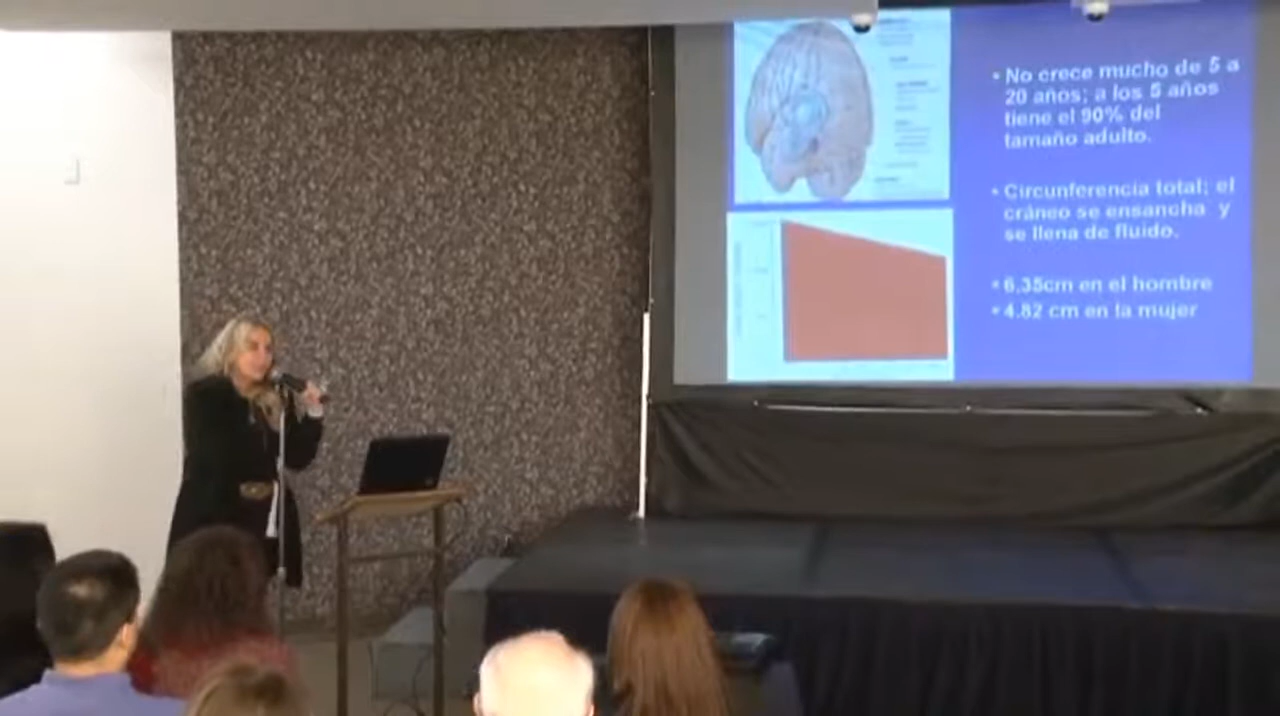 • No crece mucho de 5 a
20 años; a los 5 años
tiene el 90% del
tamaño adulto.
• Circunferencia total: el
cráneo se ensancha y
se llena de fluido.
• 6.35cm en el hombre
• 4.82 cm en la mujer